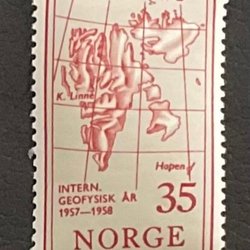 K. Linné
Hopen
INTERN.
GEOFYSISK ÅR
1957—1958
35
NORGE